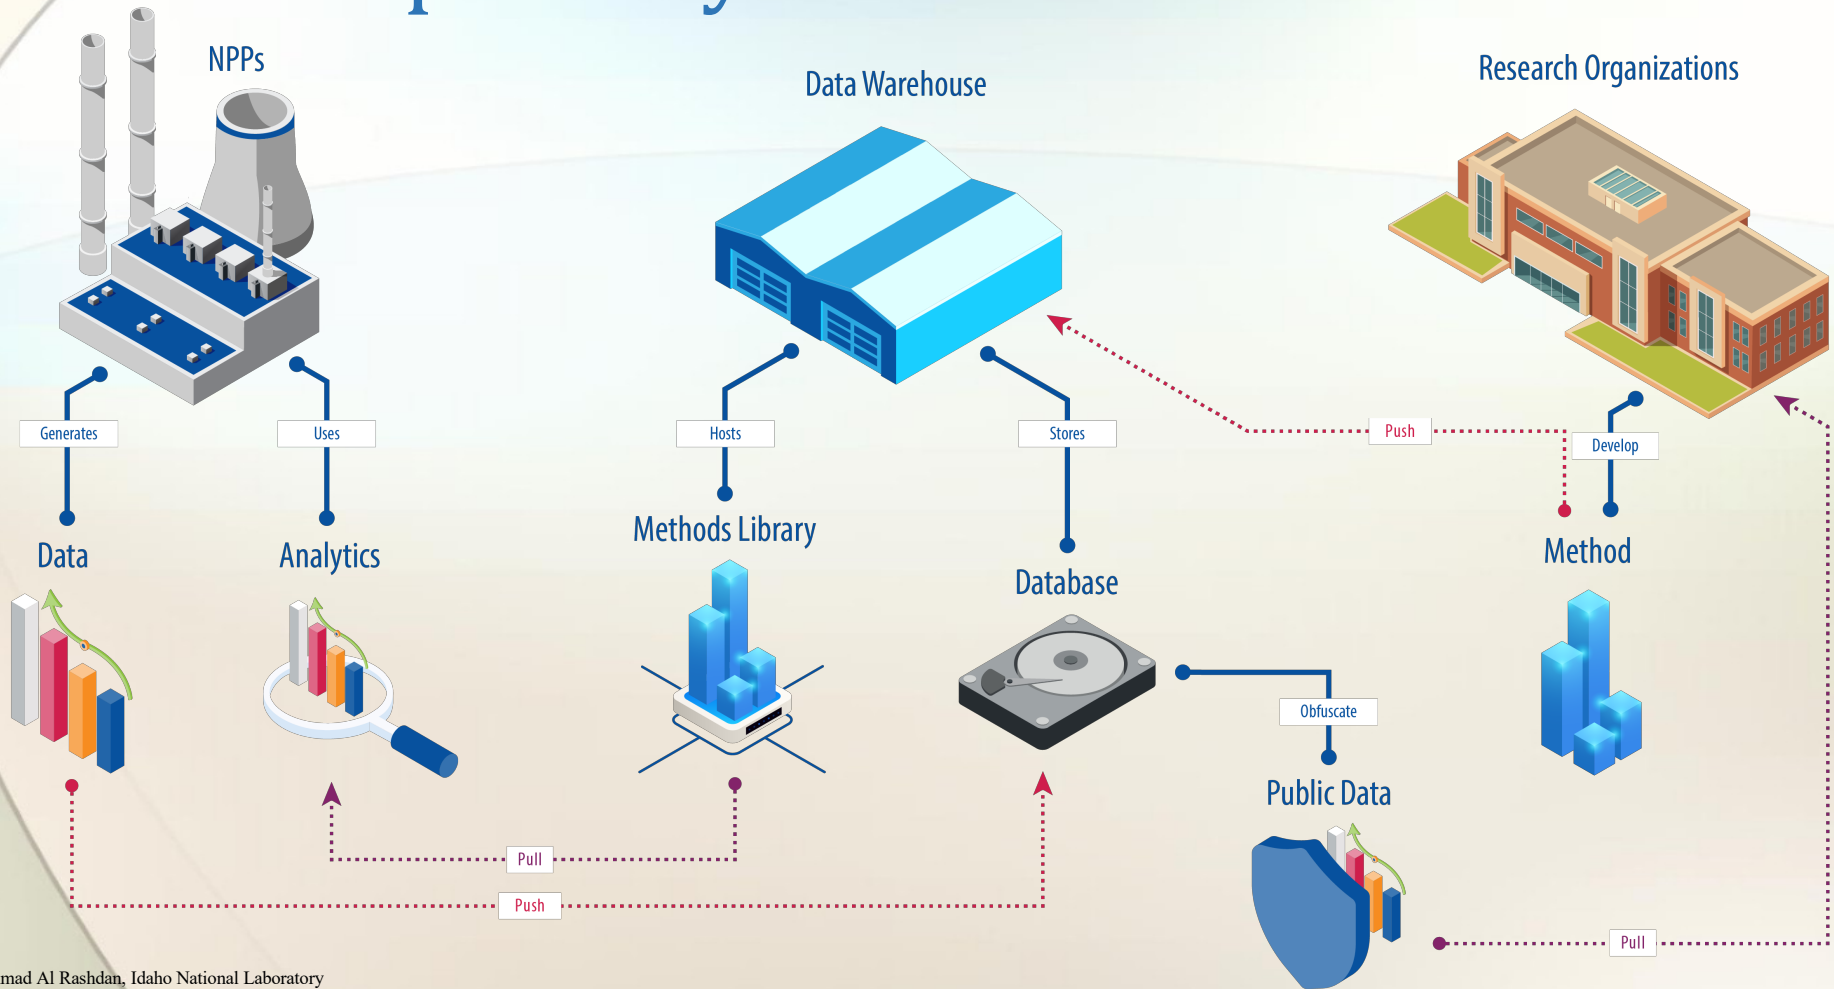 NPPs
Data Warehouse
Research Organizations
Generates
Uses
Hosts
Stores
Push
Develop
Data
Analytics
Methods Library
Database
Method
Obfuscate
Public Data
Pull
Push
Pull
mad Al Rashdan, Idaho National Laboratory